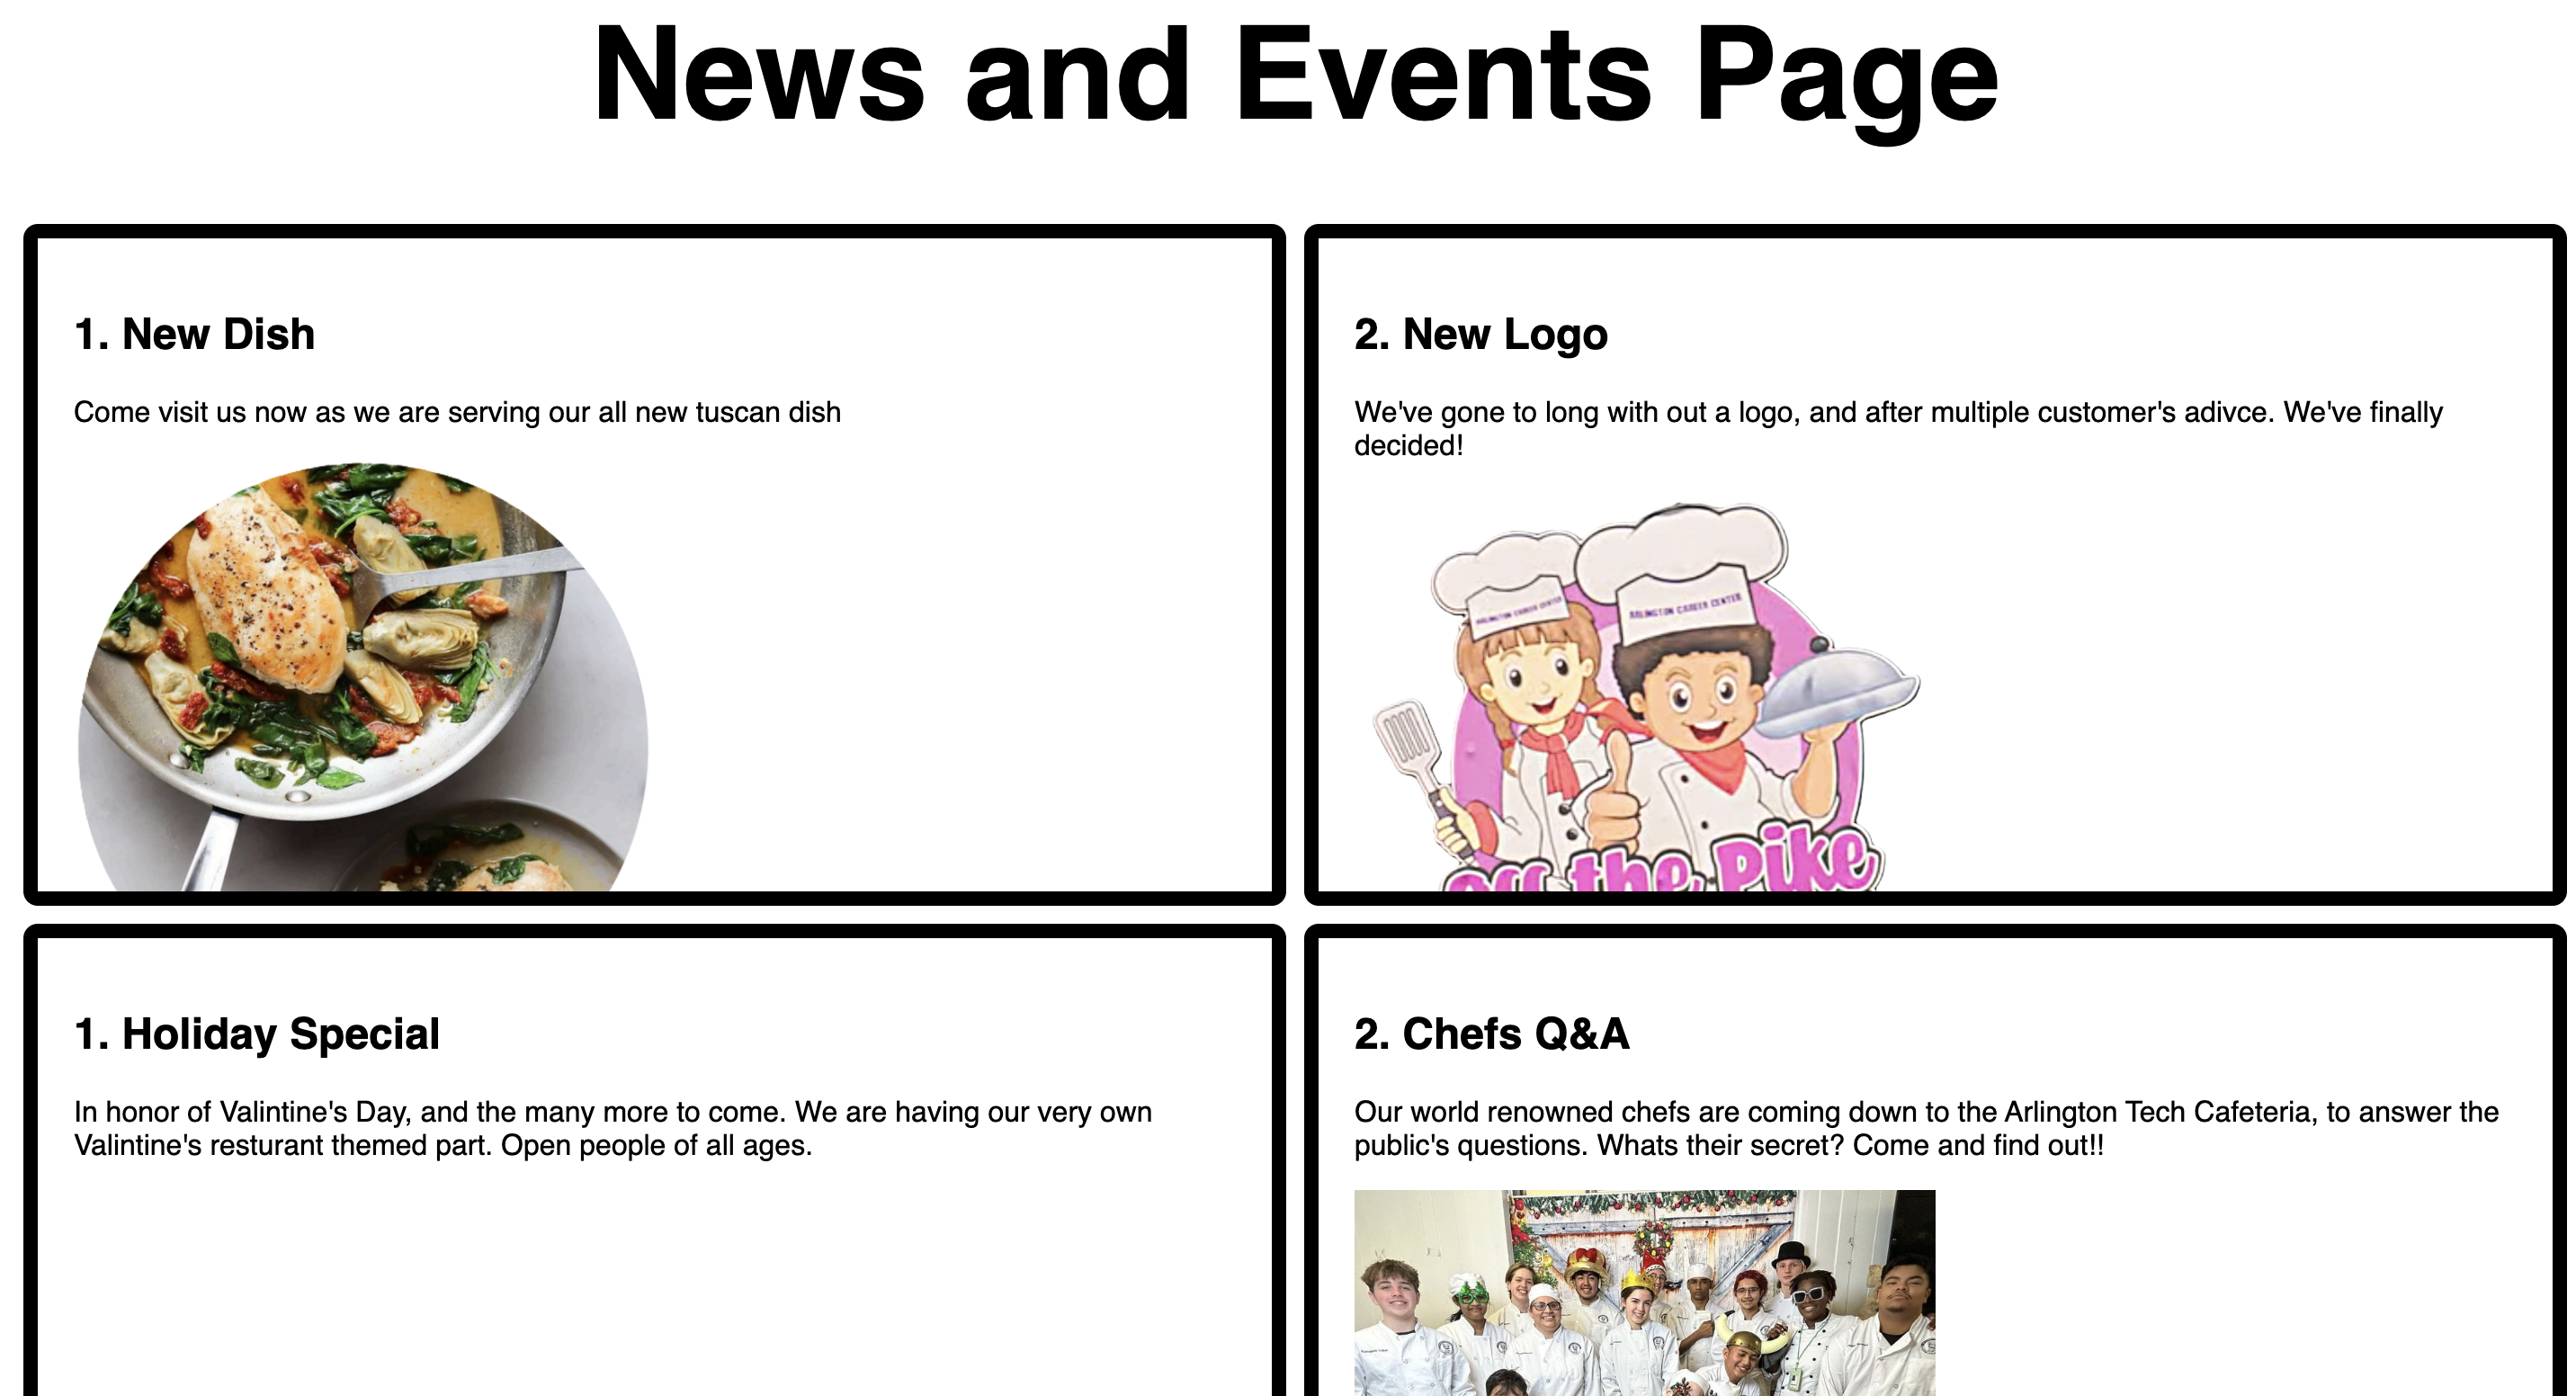 News and Events Page
1. New Dish
Come visit us now as we are serving our all new tuscan dish
2. New Logo
We've gone to long with out a logo, and after multiple customer's adivce. We've finally
decided!
ARLINGTON CAREER CENTER
ARLINGTON CAREER CENTER
the Pike
1. Holiday Special
In honor of Valintine's Day, and the many more to come. We are having our very own
Valintine's resturant themed part. Open people of all ages.
2. Chefs Q&A
Our world renowned chefs are coming down to the Arlington Tech Cafeteria, to answer the
public's questions. Whats their secret? Come and find out!!